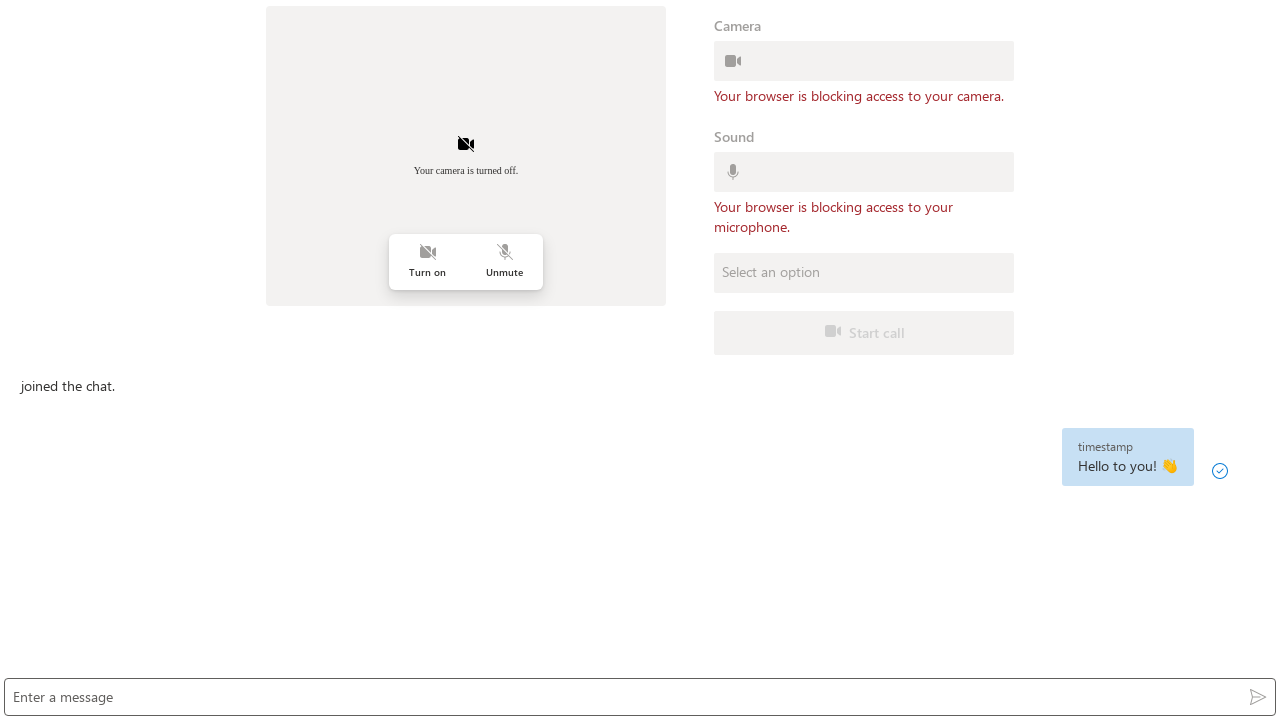 Camera
Your browser is blocking access to your camera.
Your camera is turned off.
Turn on
Unmute
Sound
Your browser is blocking access to your
microphone.
Select an option
Start call
joined the chat.
timestamp
Hello to you! 👋
Enter a message